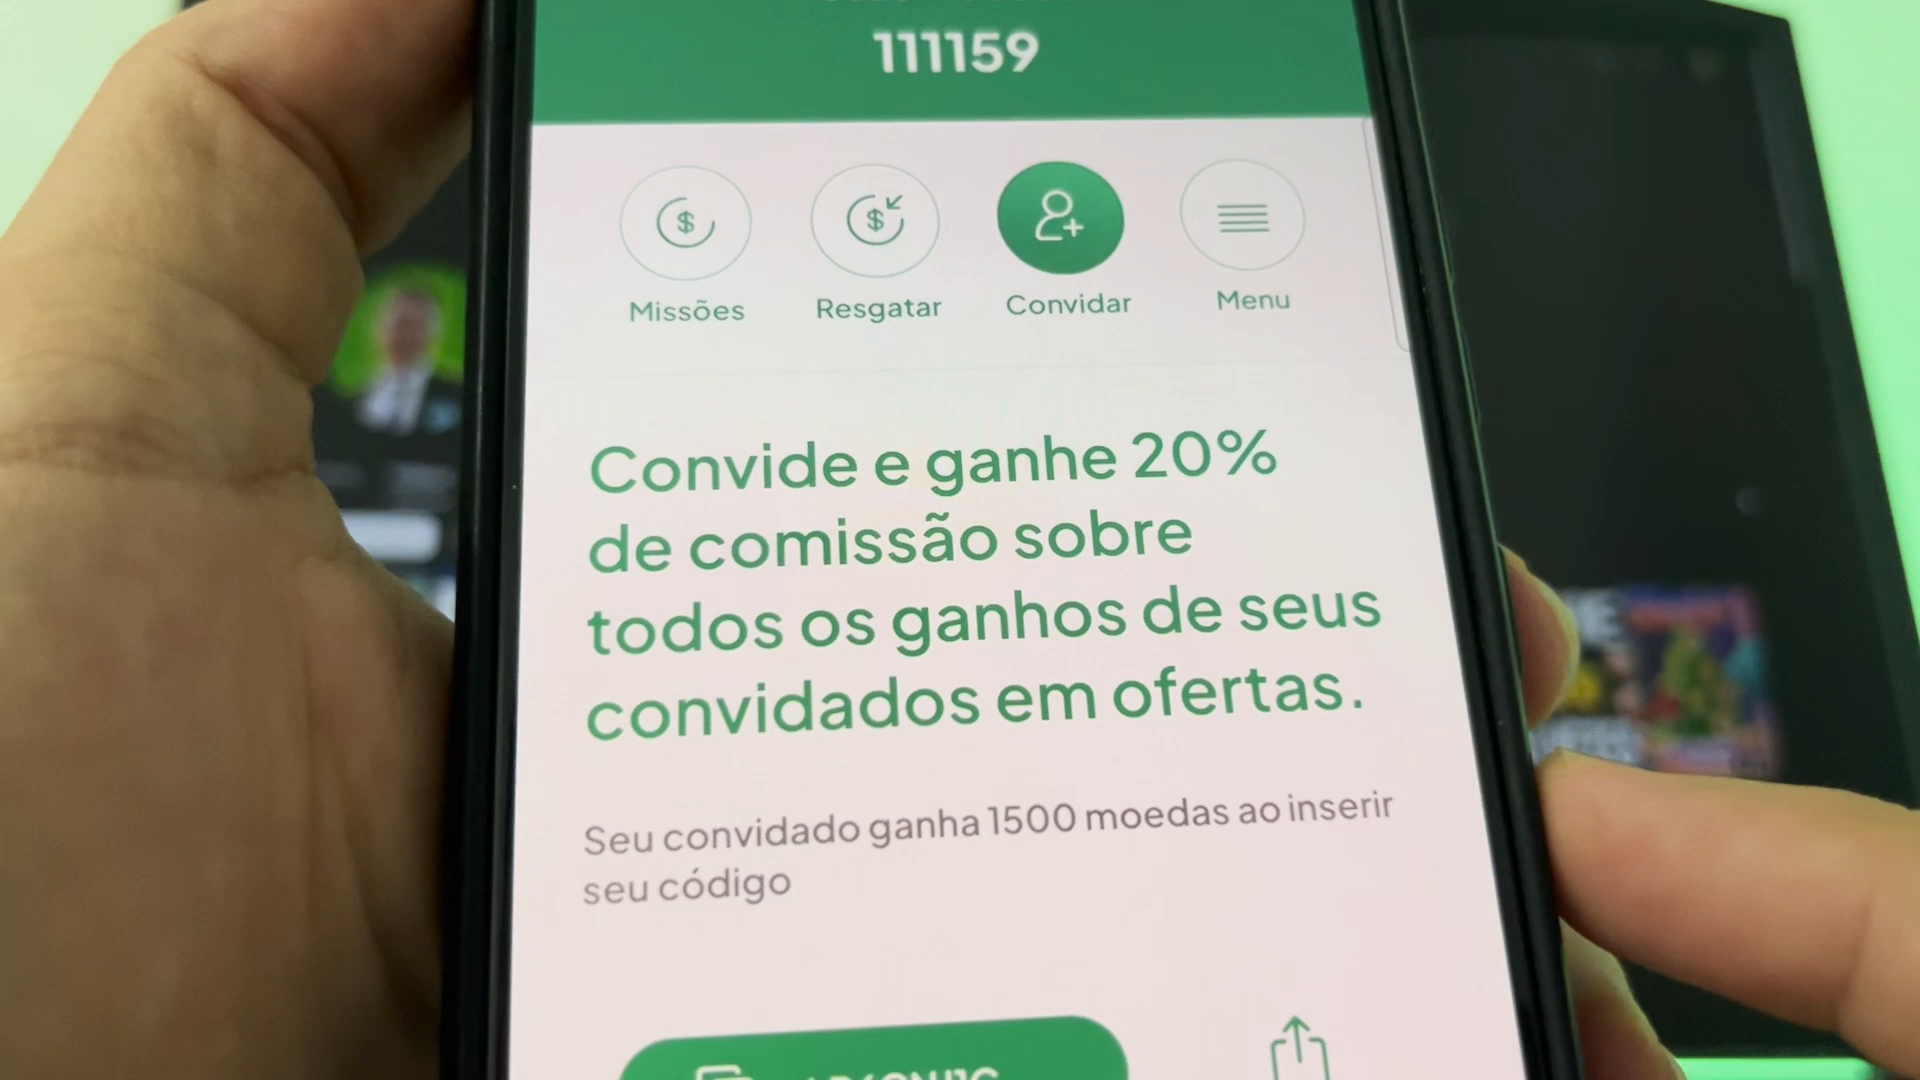 111159
Missões
Resgatar
Convidar
Menu
Convide e ganhe 20%
de comissão sobre
todos os ganhos de seus
convidados em ofertas.
Seu convidado ganha 1500 moedas ao inserir
seu código